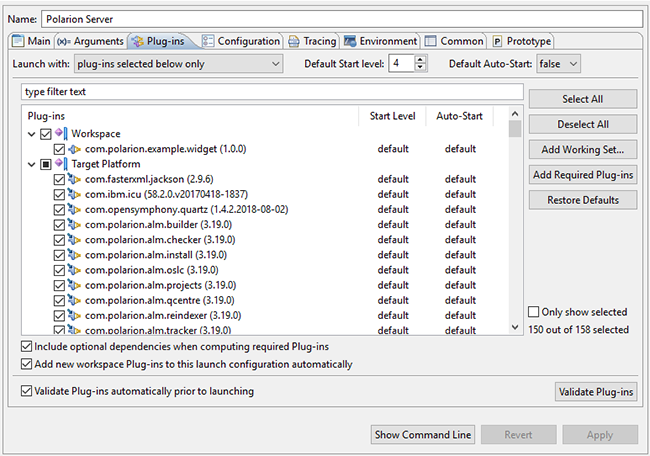 Name: Polarion Server
Main (x)= Arguments Plug-ins Configuration Tracing Environment Common Prototype
Launch with: plug-ins selected below only Default Start level: 4 Default Auto-Start: false
type filter text
Select All
Plug-ins Start Level Auto-Start
Deselect All
Workspace
com.polarion.example.widget (1.0.0) default default
Add Working Set...
Target Platform
com.fasterxml.jackson (2.9.6) default default
Add Required Plug-ins
com.ibm.icu (58.2.0.v20170418-1837) default default
Restore Defaults
com.opensymphony.quartz (1.4.2.2018-08-02) default default
com.polarion.alm.builder (3.19.0) default default
com.polarion.alm.checker (3.19.0) default default
com.polarion.alm.install (3.19.0) default default
com.polarion.alm.oslc (3.19.0) default default
com.polarion.alm.projects (3.19.0) default default
com.polarion.alm.qcentre (3.19.0) default default
com.polarion.alm.reindexer (3.19.0) default default
com.polarion.alm.tracker (3.19.0) default default
Only show selected
150 out of 158 selected
Include optional dependencies when computing required Plug-ins
Add new workspace Plug-ins to this launch configuration automatically
Validate Plug-ins automatically prior to launching Validate Plug-ins
Show Command Line Revert Apply